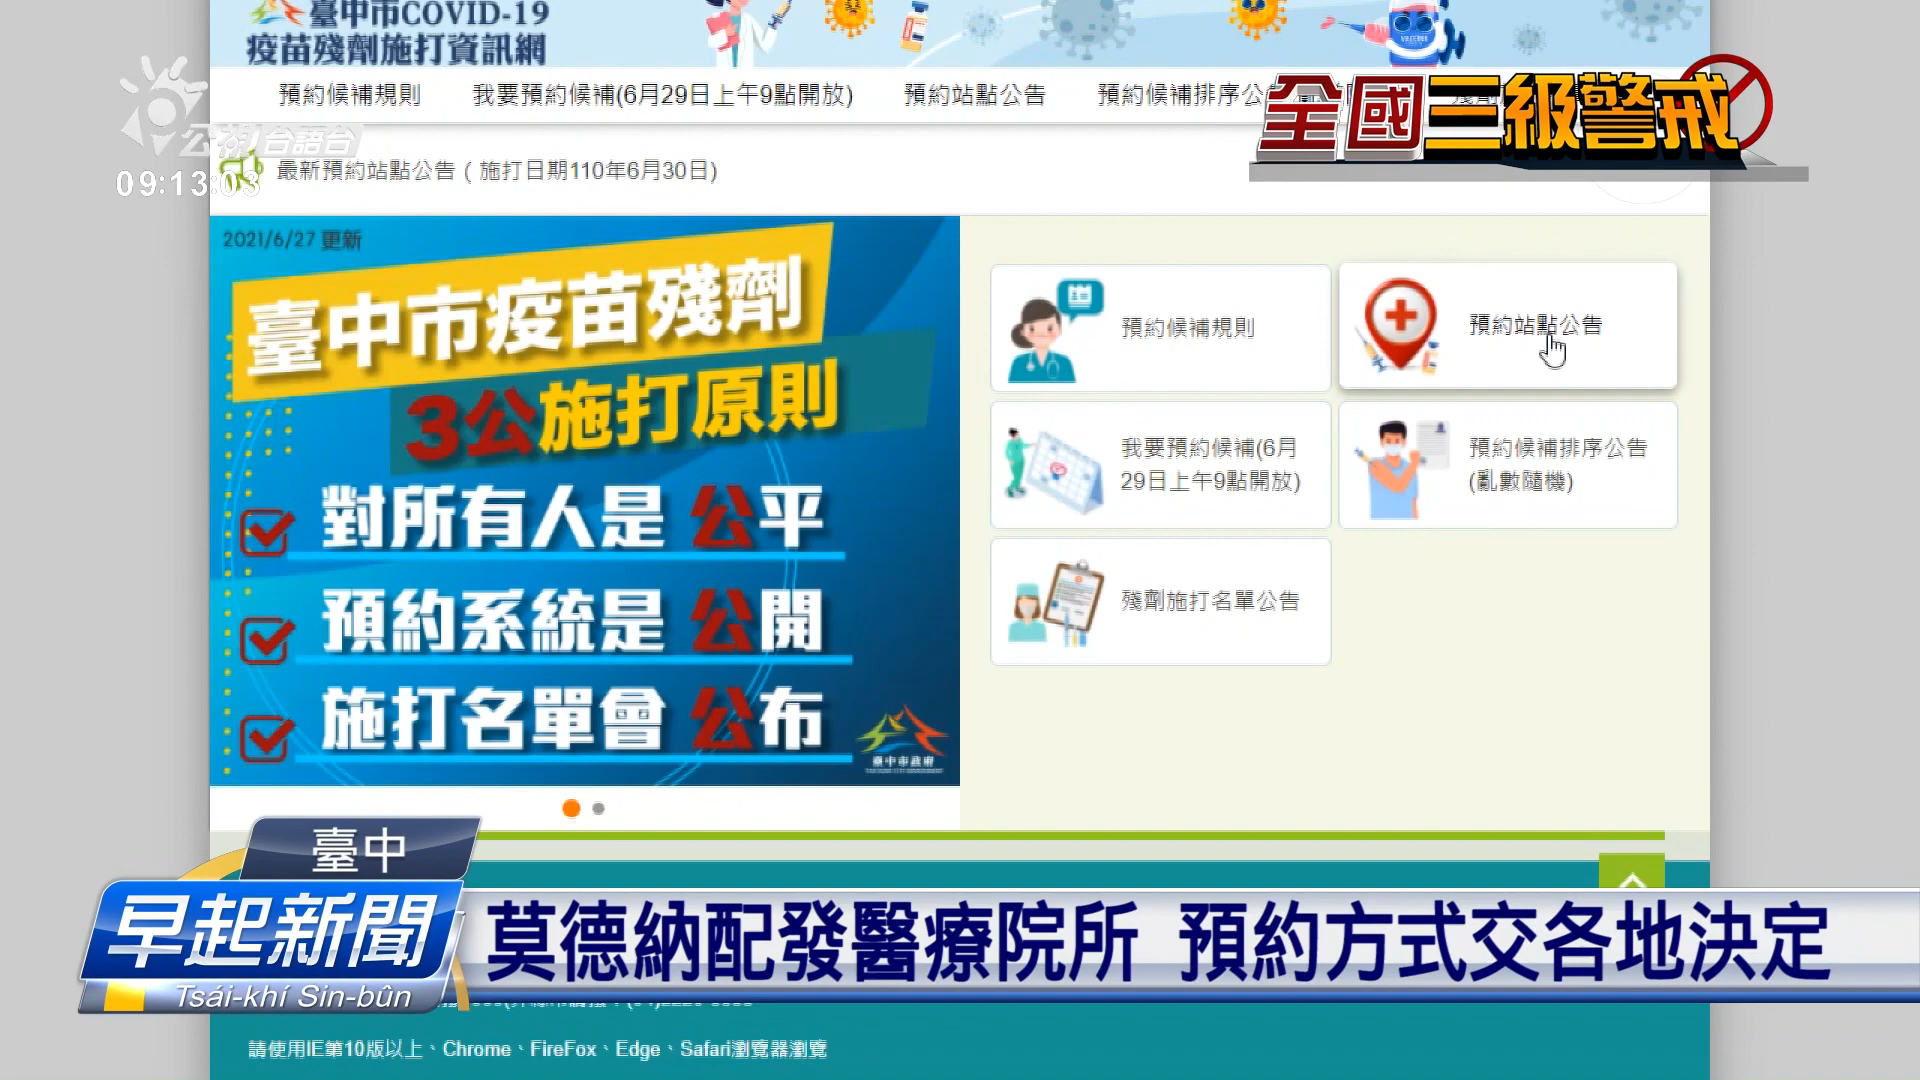 臺中市COVID-19
疫苗殘劑施打資訊網
預約候補規則
我要預約候補(6月29日上午9點開放)
預約站點公告
預約候補排序公
全國三級警戒
公視台語台
09:13:03
最新預約站點公告 ( 施打日期110年6月30日)
2021/6/27 更新
臺中市疫苗殘劑
3公施打原則
對所有人是 公平
預約系統是 公開
施打名單會 公布
臺中市政府
預約候補規則
預約站點公告
我要預約候補(6月
29日上午9點開放)
預約候補排序公告
(亂數隨機)
殘劑施打名單公告
臺中
早起新聞
Tsái-khí Sin-bûn
莫德納配發醫療院所 預約方式交各地決定
請使用IE第10版以上、Chrome、FireFox、Edge、Safari瀏覽器瀏覽